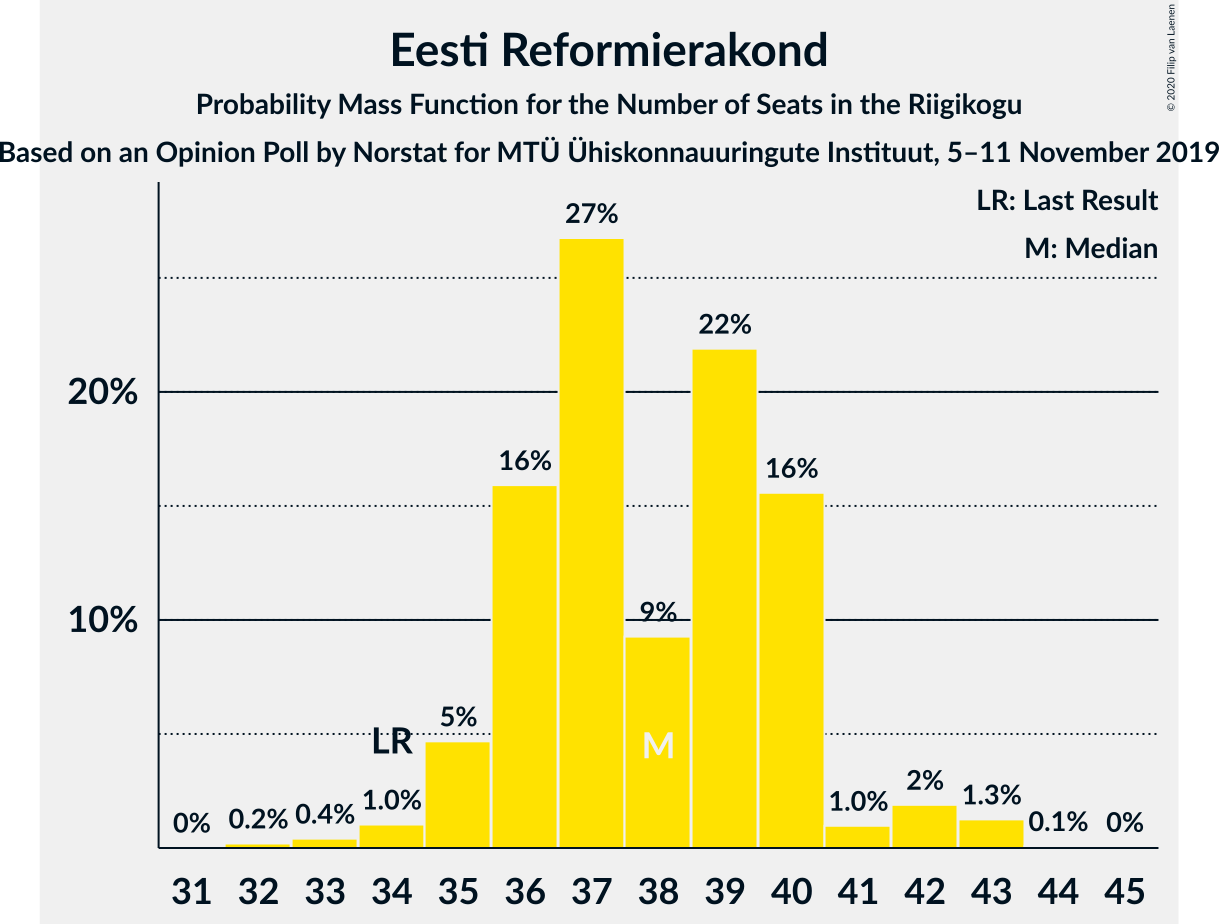 Eesti Reformierakond
Probability Mass Function for the Number of Seats in the Riigikogu
Based on an Opinion Poll by Norstat for MTÜ Ühiskonnauuringute Instituut, 5–11 November 2019
© 2020 Filip van Laenen
LR: Last Result
M: Median
27%
22%
20%
16%
16%
10%
9%
5%
LR
M
0%
0.2%
0.4%
1.0%
1.0%
2%
1.3%
0.1%
0%
31 32 33 34 35 36 37 38 39 40 41 42 43 44 45